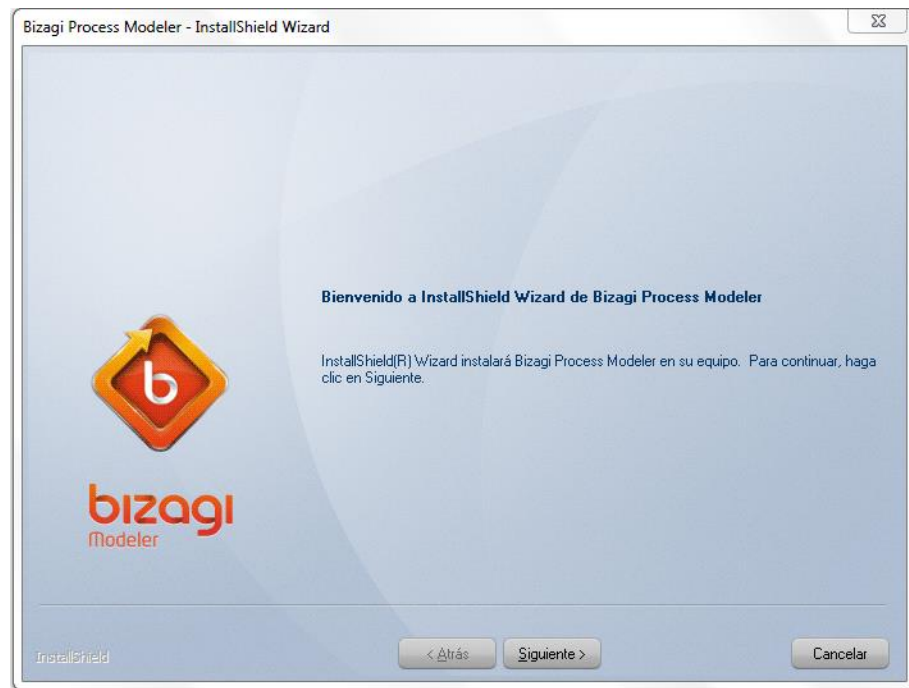 Bizagi Process Modeler - InstallShield Wizard
Bienvenido a InstallShield Wizard de Bizagi Process Modeler
InstallShield(R) Wizard instalará Bizagi Process Modeler en su equipo. Para continuar, haga
clic en Siguiente.
b
bizagi
Modeler
InstallShield
< Atrás
Siguiente >
Cancelar